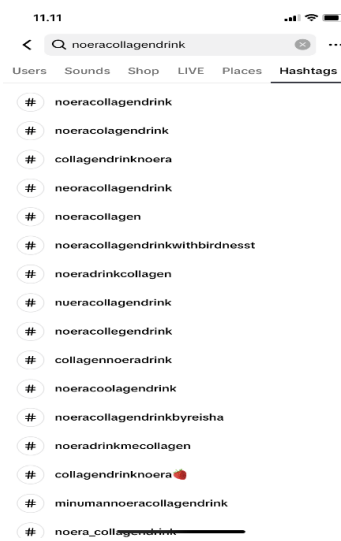 11.11
noeracollagendrink
Users Sounds Shop LIVE Places Hashtags
# noeracollagendrink
# noeracolagendrink
# collagendrinknoera
# neoracollagendrink
# noeracollagen
# noeracollagendrinkwithbirdnesst
# noeradrinkcollagen
# nueracollagendrink
# noeracollegendrink
# collagennoeradrink
# noeracoolagendrink
# noeracollagendrinkbyreisha
# noeradrinkmecollagen
# collagendrinknoera🍓
# minumannoeracollagendrink
# noera_collagendrink